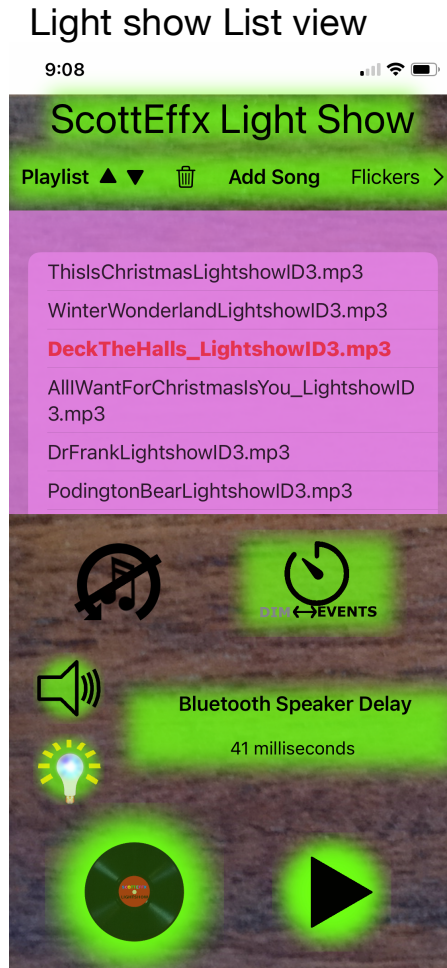 Light show List view
9:08
ScottEffx Light Show
Playlist Add Song Flickers
ThisIsChristmasLightshowID3.mp3
WinterWonderlandLightshowID3.mp3
DeckTheHalls_LightshowID3.mp3
AllIWantForChristmasIsYou_LightshowID
3.mp3
DrFrankLightshowID3.mp3
PodingtonBearLightshowID3.mp3
DIM EVENTS
Bluetooth Speaker Delay
41 milliseconds